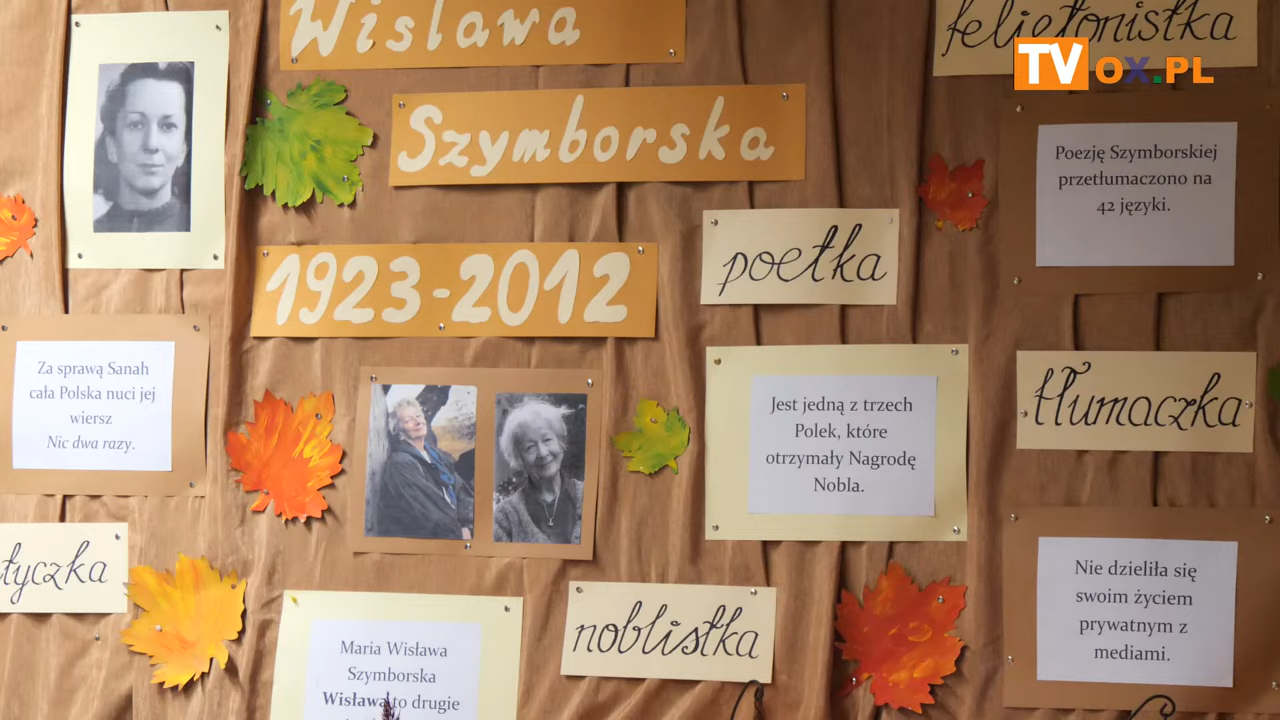 Wislawa
Szymborska
1923-2012
felietonistka
TVOX.PL
Poezję Szymborskiej
przetłumaczono na
42 języki.
poetka
Za sprawą Sanah
cała Polska nuci jej
wiersz
Nic dwa razy.
Jest jedną z trzech
Polek, które
otrzymały Nagrodę
Nobla.
tłumaczka
tyczka
noblistka
Nie dzieliła się
swoim życiem
prywatnym z
mediami.
Maria Wisława
Szymborska
Wisława to drugie